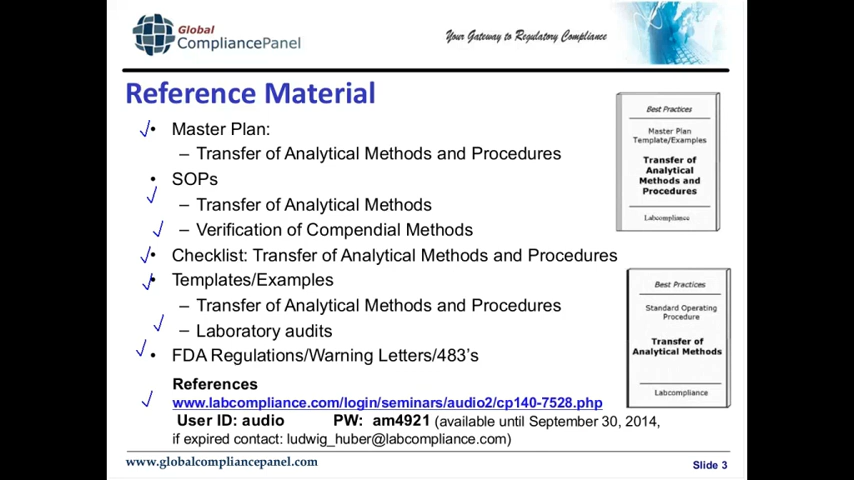 Global
CompliancePanel
Your Gateway to Regulatory Compliance
Reference Material
• Master Plan:
– Transfer of Analytical Methods and Procedures
• SOPs
– Transfer of Analytical Methods
– Verification of Compendial Methods
• Checklist: Transfer of Analytical Methods and Procedures
• Templates/Examples
– Transfer of Analytical Methods and Procedures
– Laboratory audits
• FDA Regulations/Warning Letters/483's
References
www.labcompliance.com/login/seminars/audio2/cp140-7528.php
User ID: audio PW: am4921 (available until September 30, 2014,
if expired contact: ludwig_huber@labcompliance.com)
Best Practices
Master Plan
Template/Examples
Transfer of
Analytical
Methods and
Procedures
Labcompliance
Best Practices
Standard Operating
Procedure
Transfer of
Analytical Methods
Labcompliance
www.globalcompliancepanel.com
Slide 3